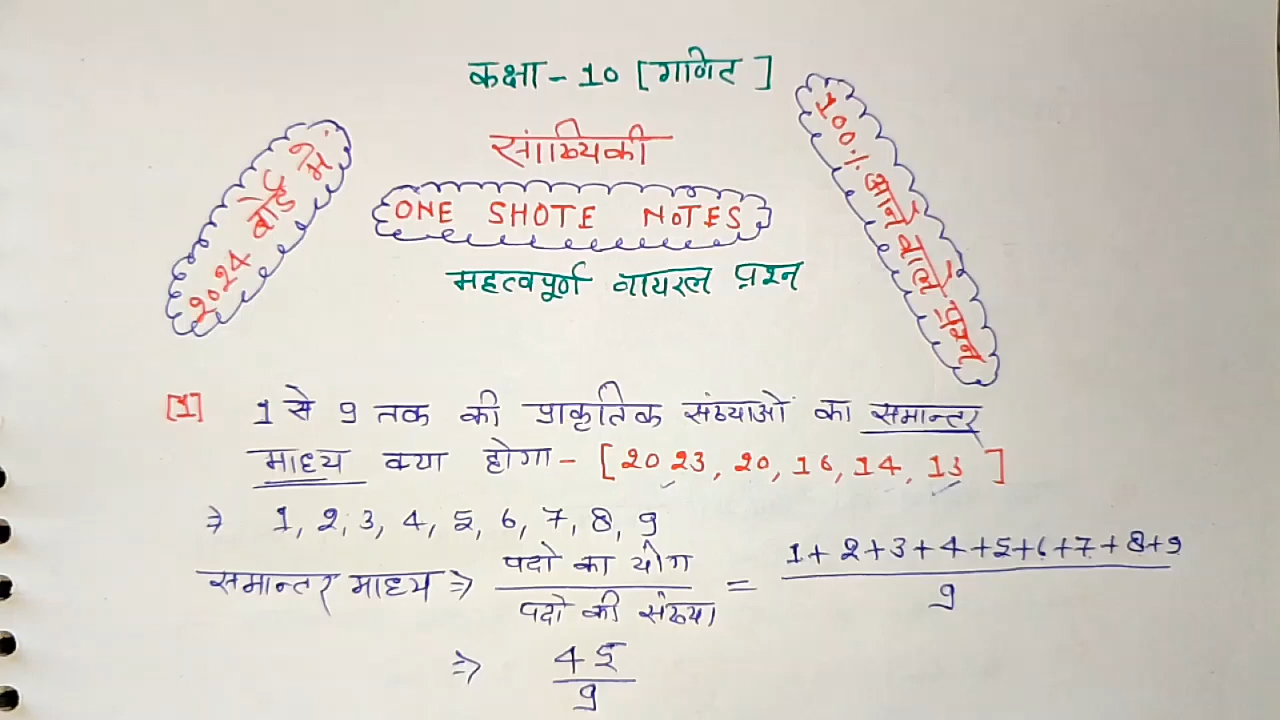 कक्षा - 10 [गणित]
2024 बोर्ड में
100% आने वाले प्रश्न
सांख्यिकी
ONE SHOTE NOTES
महत्वपूर्ण वायरल प्रश्न
[1] 1 से 9 तक की प्राकृतिक संख्याओं का समान्तर
माध्य क्या होगा - [2023, 20, 16, 14, 13]
⇒ 1, 2, 3, 4, 5, 6, 7, 8, 9
समान्तर माध्य ⇒ पदो का योग / पदो की संख्या = 1+2+3+4+5+6+7+8+9 / 9
⇒ 45 / 9